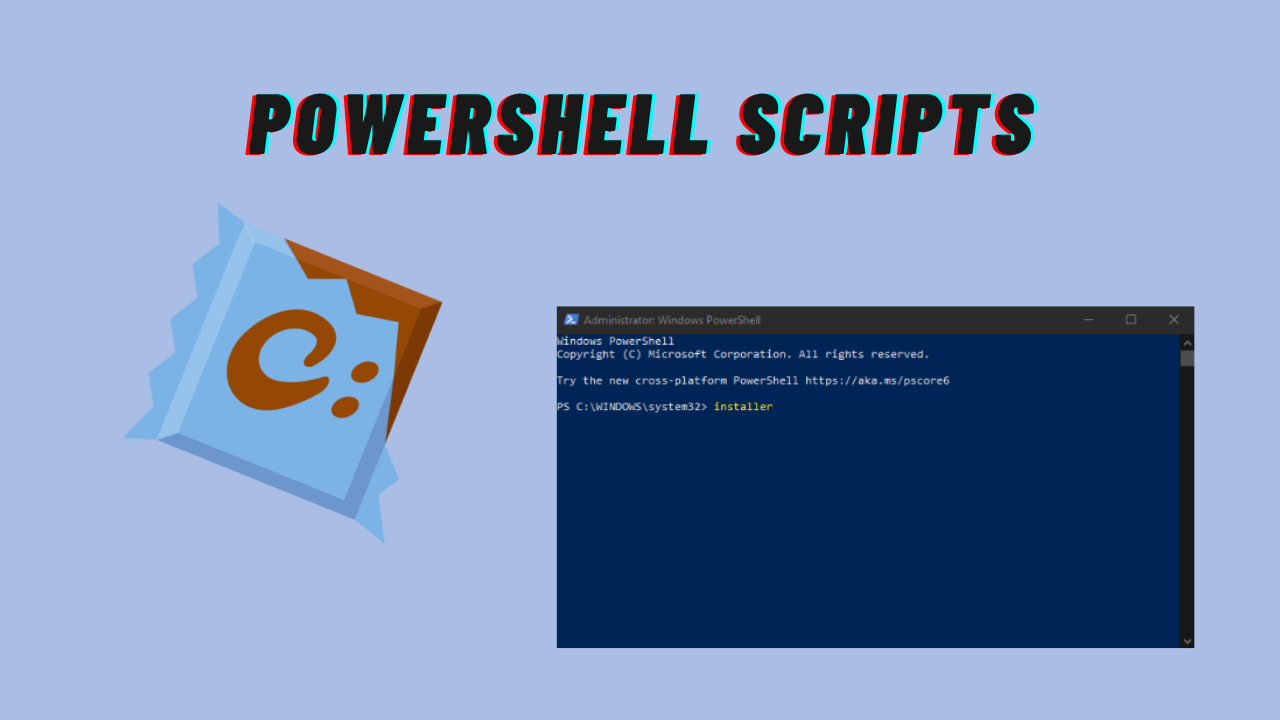 POWERSHELL SCRIPTS
C:
Administrator: Windows PowerShell
Windows PowerShell
Copyright (C) Microsoft Corporation. All rights reserved.
Try the new cross-platform PowerShell https://aka.ms/pscore6
PS C:\WINDOWS\system32> installer